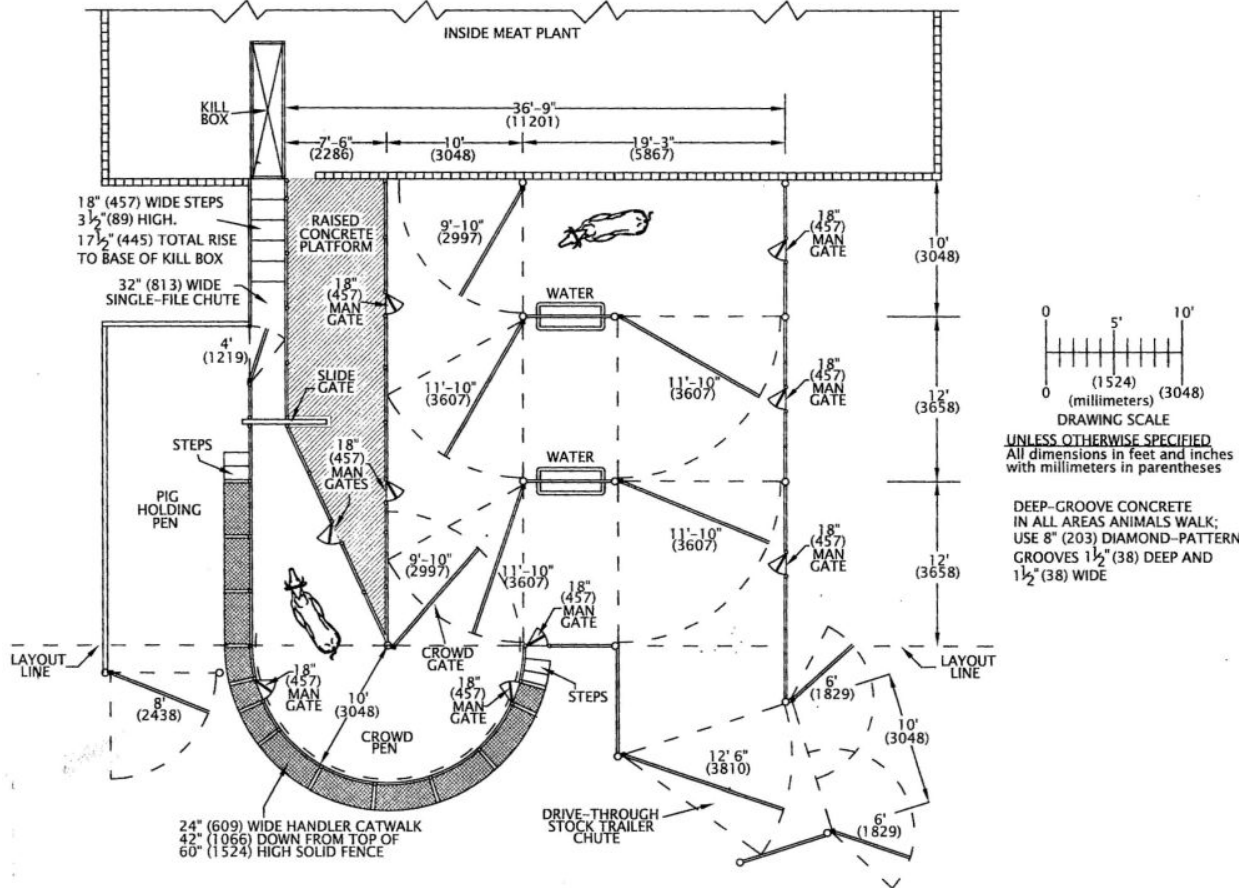 INSIDE MEAT PLANT
KILL
BOX
36'-9"
(11201)
7'-6"
(2286)
10'
(3048)
19'-3"
(5867)
18" (457) WIDE STEPS
3½"(89) HIGH.
17½" (445) TOTAL RISE
TO BASE OF KILL BOX
32" (813) WIDE
SINGLE-FILE CHUTE
RAISED
CONCRETE
PLATFORM
9'-10"
(2997)
18"
(457)
MAN
GATE
10'
(3048)
18"
(457)
MAN
GATE
WATER
4'
(1219)
SLIDE
GATE
11'-10"
(3607)
11'-10"
(3607)
18"
(457)
MAN
GATE
12'
(3658)
0
5'
10'
0
(1524)
(3048)
(millimeters)
DRAWING SCALE
UNLESS OTHERWISE SPECIFIED
All dimensions in feet and inches
with millimeters in parentheses
STEPS
18"
(457)
MAN
GATES
WATER
PIG
HOLDING
PEN
9'-10"
(2997)
11'-10"
(3607)
11'-10"
(3607)
18"
(457)
MAN
GATE
12'
(3658)
DEEP-GROOVE CONCRETE
IN ALL AREAS ANIMALS WALK;
USE 8" (203) DIAMOND-PATTERN
GROOVES 1½" (38) DEEP AND
1½" (38) WIDE
18"
(457)
MAN
GATE
CROWD
GATE
LAYOUT
LINE
LAYOUT
LINE
8'
(2438)
18"
(457)
MAN
GATE
10'
(3048)
18"
(457)
MAN
GATE
STEPS
CROWD
PEN
6'
(1829)
10'
(3048)
12' 6"
(3810)
DRIVE-THROUGH
STOCK TRAILER
CHUTE
6'
(1829)
24" (609) WIDE HANDLER CATWALK
42" (1066) DOWN FROM TOP OF
60" (1524) HIGH SOLID FENCE